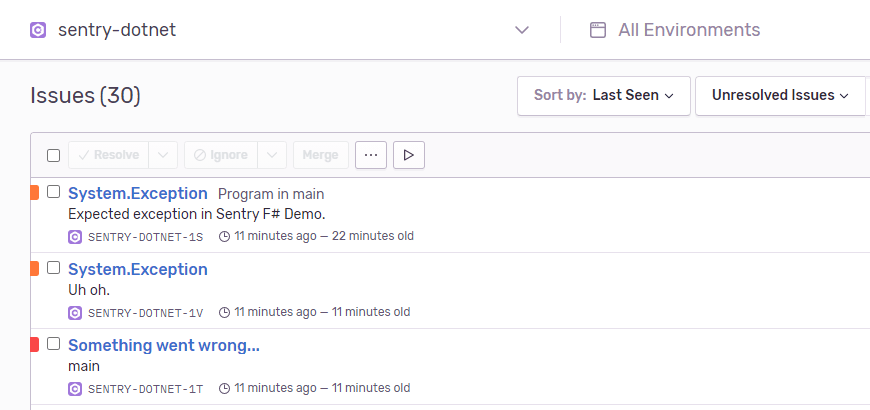 sentry-dotnet
All Environments
Issues (30)
Sort by: Last Seen
Unresolved Issues
Resolve
Ignore
Merge
System.Exception Program in main
Expected exception in Sentry F# Demo.
SENTRY-DOTNET-1S 11 minutes ago — 22 minutes old
System.Exception
Uh oh.
SENTRY-DOTNET-1V 11 minutes ago — 11 minutes old
Something went wrong...
main
SENTRY-DOTNET-1T 11 minutes ago — 11 minutes old